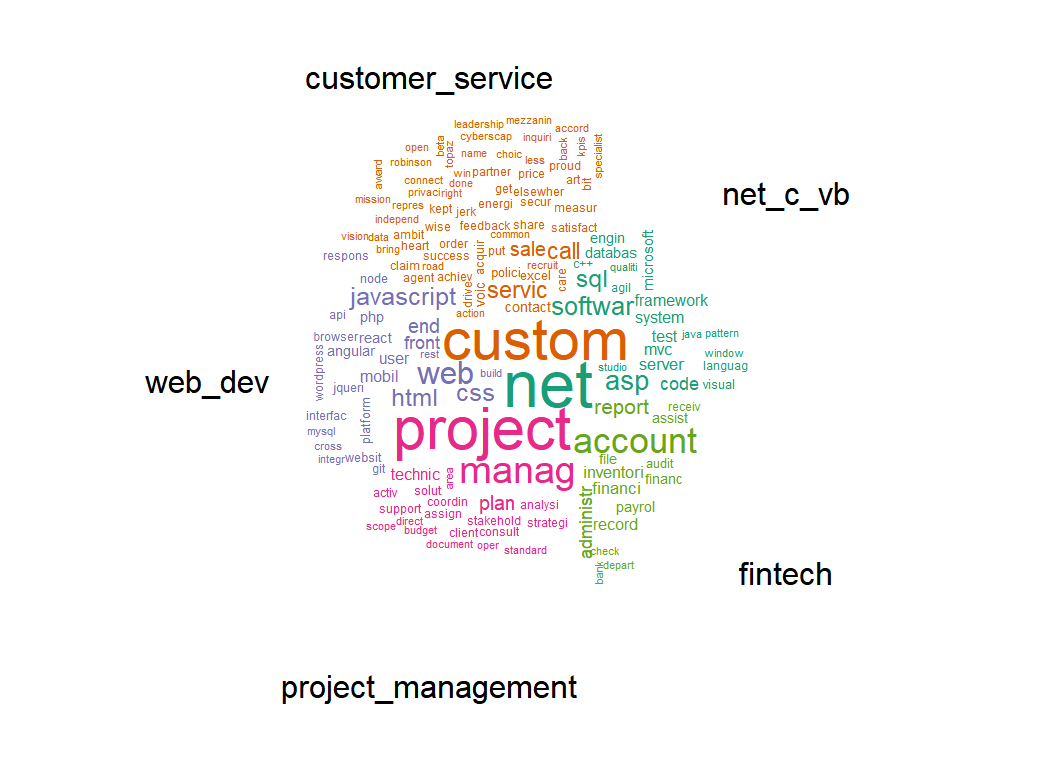 customer_service
leadership mezzanin
cyberscap inquiri accord
open beta topaz name choic less back kpis specialist
award robinson win partner price proud
connect done art bit
mission privaci right get elsewher
repres kept jerk energi secur measur
independ wise feedback share satisfact
vision data ambit common engin microsoft
bring heart order acquir put sale call databas
respons success recruit c++ qualiti
claim road polici excel care sql agil
node agent achiev drive voic servic
javascript contact softwar framework
api php action system
end custom test java pattern
browser react front mvc
wordpress angular user rest window
mobil web build studio server languag
jqueri net asp code visual
html css
interfac platform project report receiv
mysql account assist
cross
integr websit file audit
git technic area manag inventori financ
activ solut financi
support coordin plan analysi administr payrol
direct assign stakehold strategi record
scope budget client consult
document oper standard check
bank depart
net_c_vb
web_dev
fintech
project_management